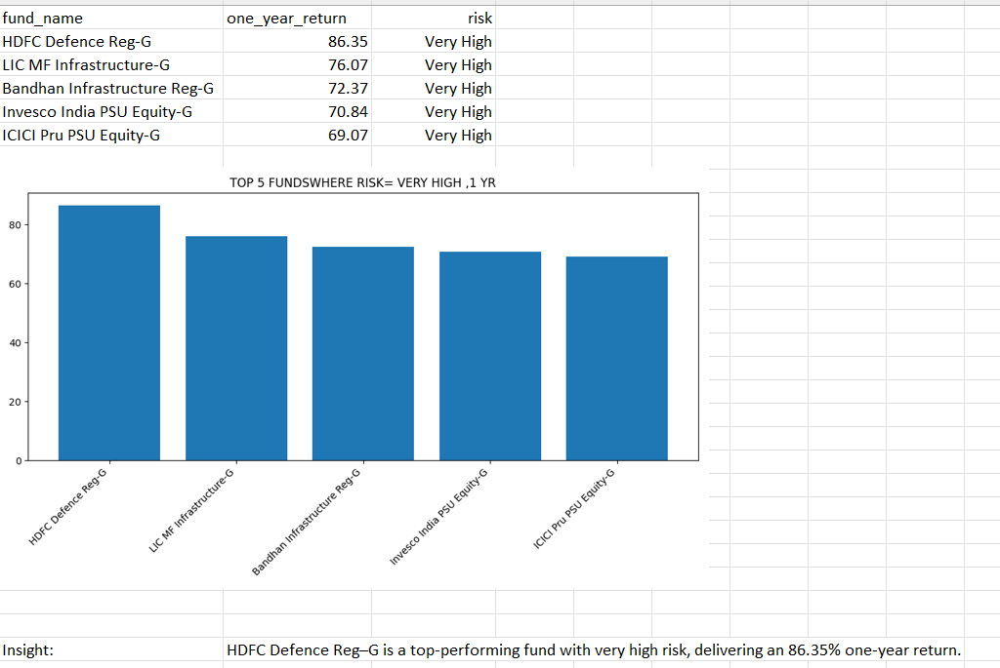 fund_name one_year_return risk
HDFC Defence Reg-G 86.35 Very High
LIC MF Infrastructure-G 76.07 Very High
Bandhan Infrastructure Reg-G 72.37 Very High
Invesco India PSU Equity-G 70.84 Very High
ICICI Pru PSU Equity-G 69.07 Very High
TOP 5 FUNDSWHERE RISK= VERY HIGH ,1 YR
80
60
40
20
0
HDFC Defence Reg-G
LIC MF Infrastructure-G
Bandhan Infrastructure Reg-G
Invesco India PSU Equity-G
ICICI Pru PSU Equity-G
Insight: HDFC Defence Reg–G is a top-performing fund with very high risk, delivering an 86.35% one-year return.